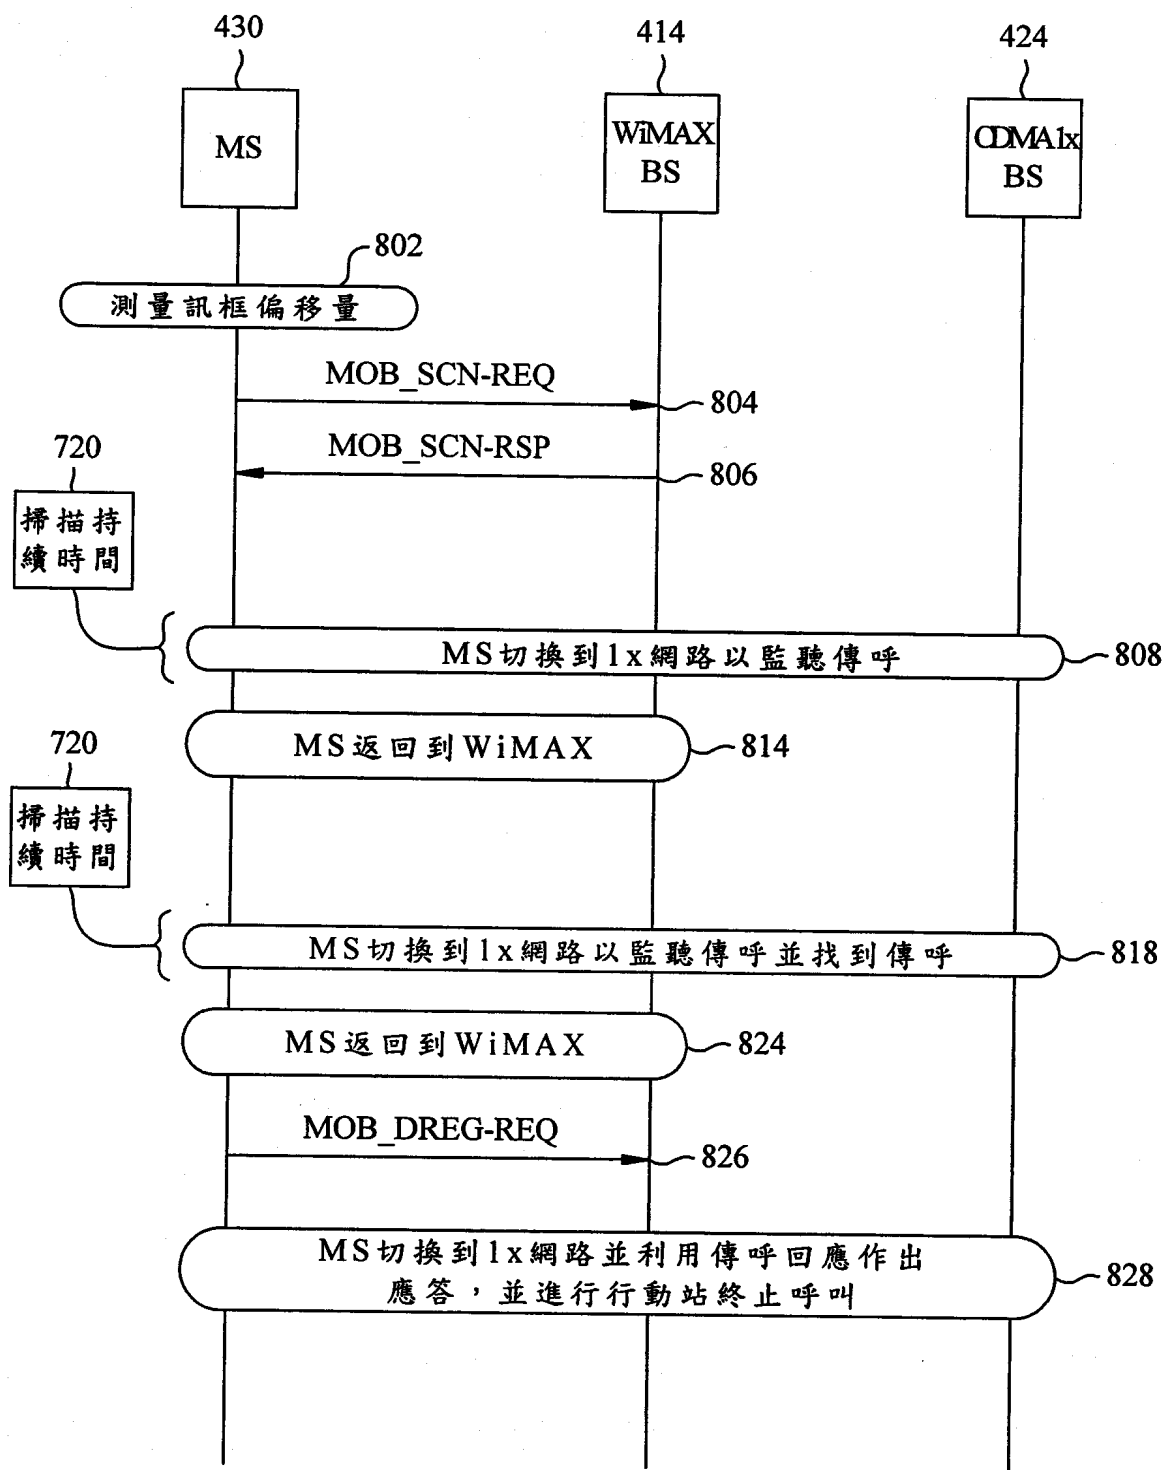 430
414
424
MS
WiMAX
BS
CDMA1x
BS
802
測量訊框偏移量
MOB_SCN-REQ
804
MOB_SCN-RSP
806
720
掃描持
續時間
MS切換到1x網路以監聽傳呼
808
MS返回到WiMAX
814
720
掃描持
續時間
MS切換到1x網路以監聽傳呼並找到傳呼
818
MS返回到WiMAX
824
MOB_DREG-REQ
826
MS切換到1x網路並利用傳呼回應作出
應答,並進行行動站終止呼叫
828